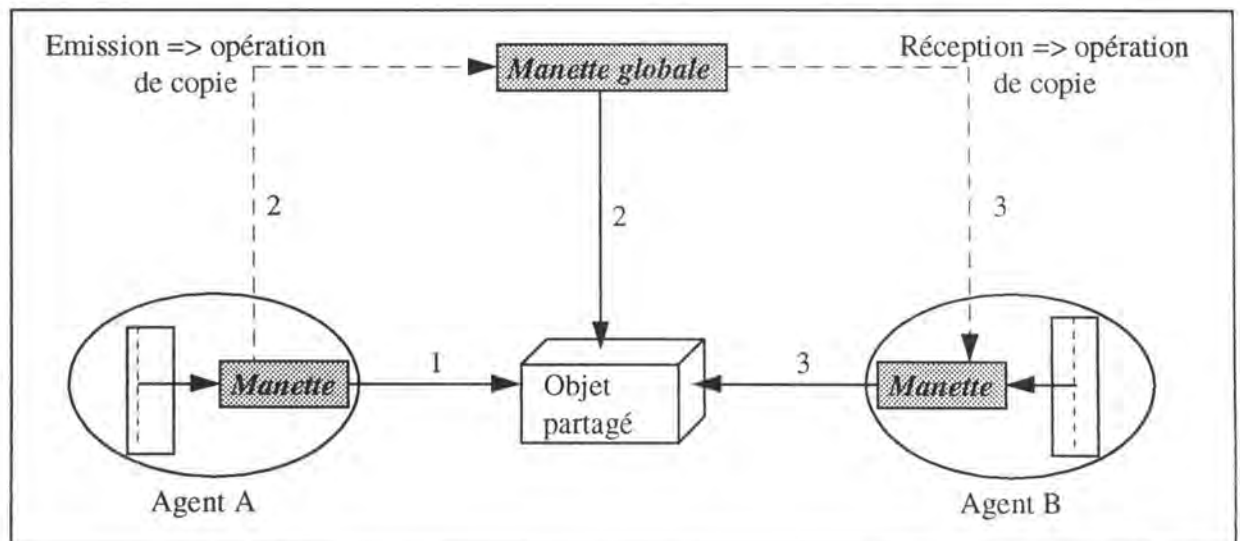 Emission => opération
de copie
Manette globale
Réception => opération
de copie
2
2
3
Manette
1
Objet
partagé
3
Manette
Agent A
Agent B